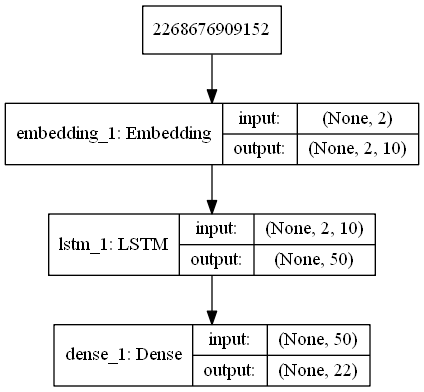 2268676909152
embedding_1: Embedding
input: (None, 2)
output: (None, 2, 10)
lstm_1: LSTM
input: (None, 2, 10)
output: (None, 50)
dense_1: Dense
input: (None, 50)
output: (None, 22)